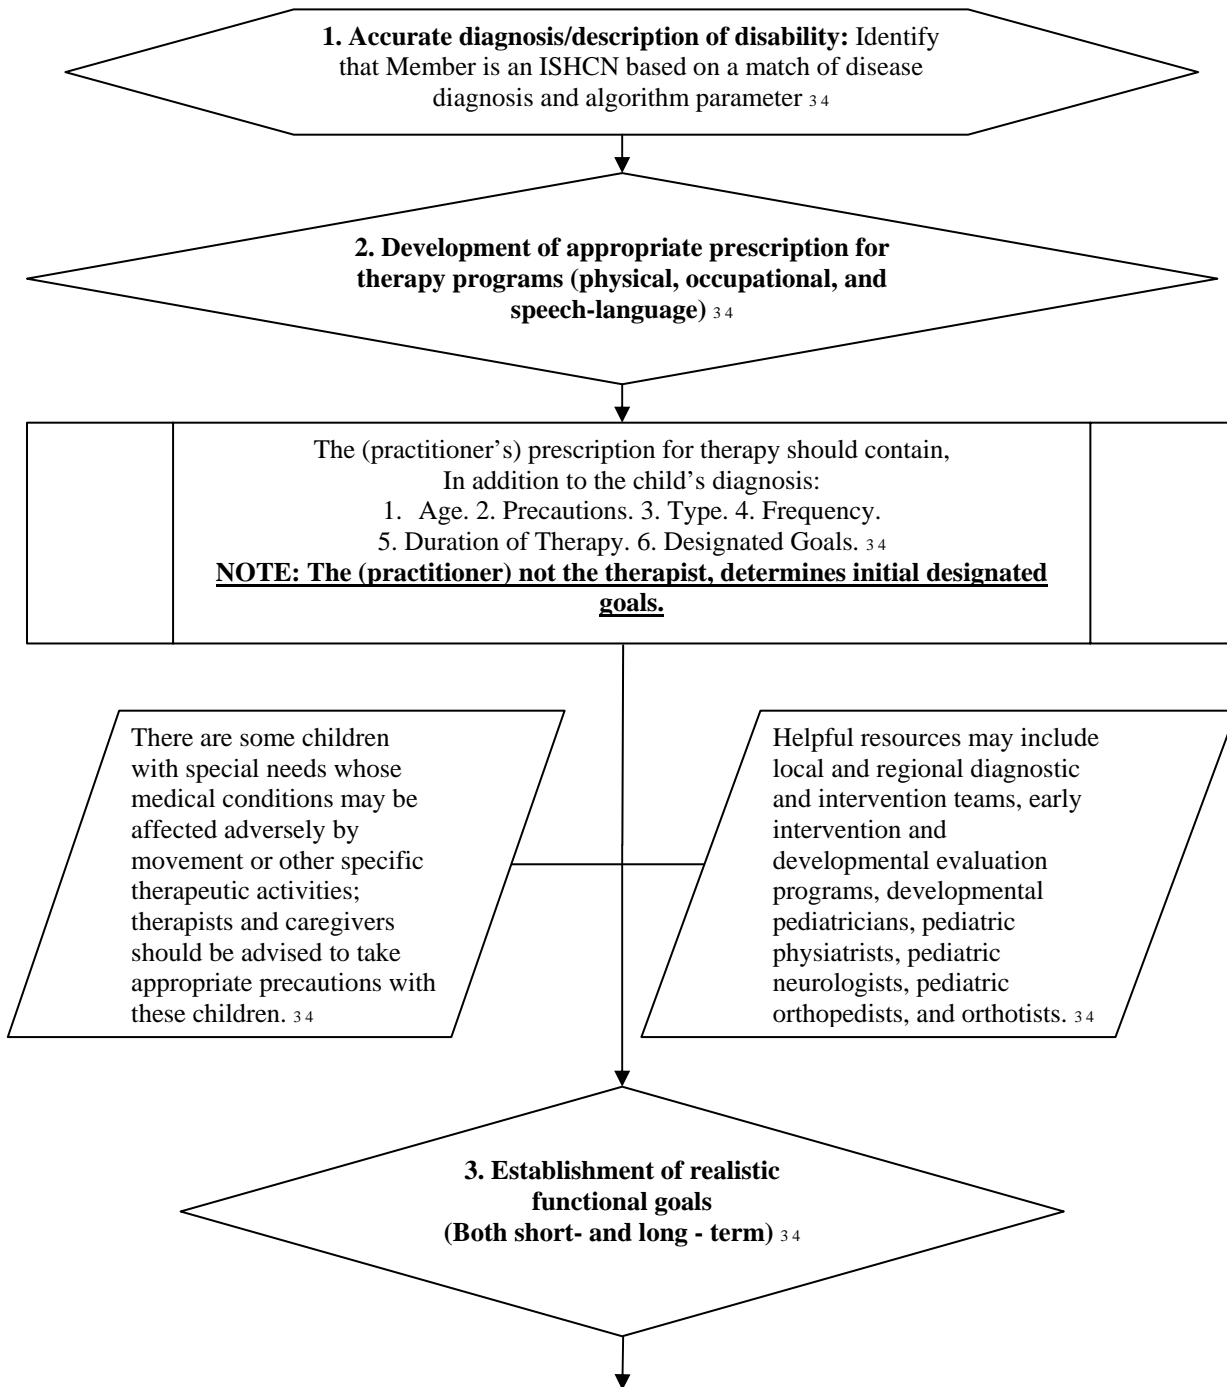 1. Accurate diagnosis/description of disability: Identify
that Member is an ISHCN based on a match of disease
diagnosis and algorithm parameter 3 4
2. Development of appropriate prescription for
therapy programs (physical, occupational, and
speech-language) 3 4
The (practitioner’s) prescription for therapy should contain,
In addition to the child’s diagnosis:
1. Age. 2. Precautions. 3. Type. 4. Frequency.
5. Duration of Therapy. 6. Designated Goals. 3 4
NOTE: The (practitioner) not the therapist, determines initial designated
goals.
There are some children
with special needs whose
medical conditions may be
affected adversely by
movement or other specific
therapeutic activities;
therapists and caregivers
should be advised to take
appropriate precautions with
these children. 3 4
Helpful resources may include
local and regional diagnostic
and intervention teams, early
intervention and
developmental evaluation
programs, developmental
pediatricians, pediatric
physiatrists, pediatric
neurologists, pediatric
orthopedists, and orthotists. 3 4
3. Establishment of realistic
functional goals
(Both short- and long - term) 3 4